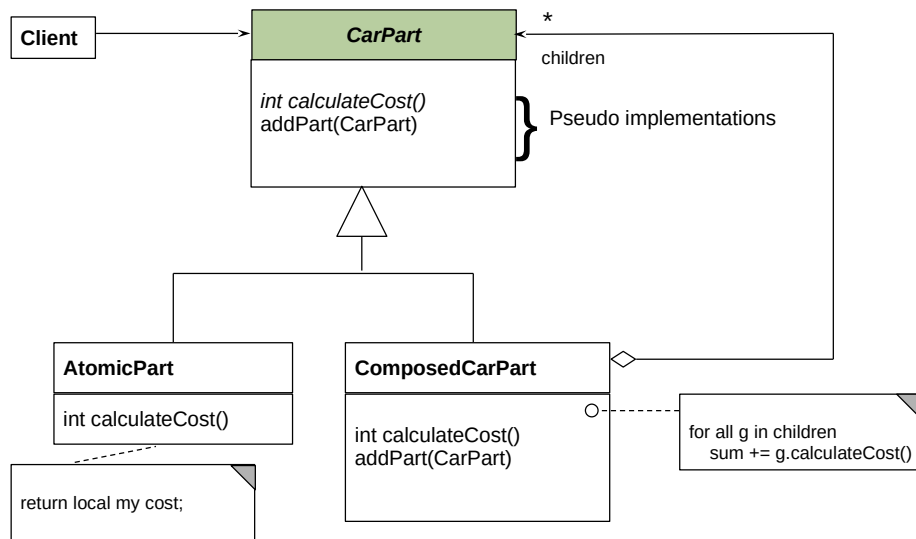 Client
CarPart
*
children
int calculateCost()
addPart(CarPart)
} Pseudo implementations
AtomicPart
int calculateCost()
return local my cost;
ComposedCarPart
int calculateCost()
addPart(CarPart)
for all g in children
sum += g.calculateCost()